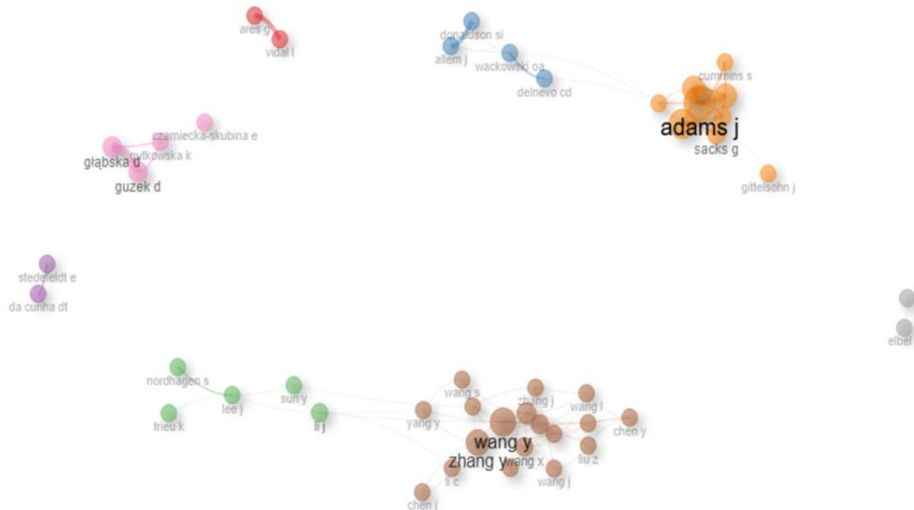 ares g
vidal l
donaldson si
allem j
wackowski oa
delnevo cd
cummins s
adams j
sacks g
gittelsohn j
czarniecka-skubina e
gutkowska k
głąbska d
guzek d
stedefeldt e
da cunha dt
elbel
nordhagen s
lee j
sun y
trieu k
li j
wang s
zhang j
wang l
yang y
chen y
wang y
zhang y
wang x
liu z
li c
wang j
chen j